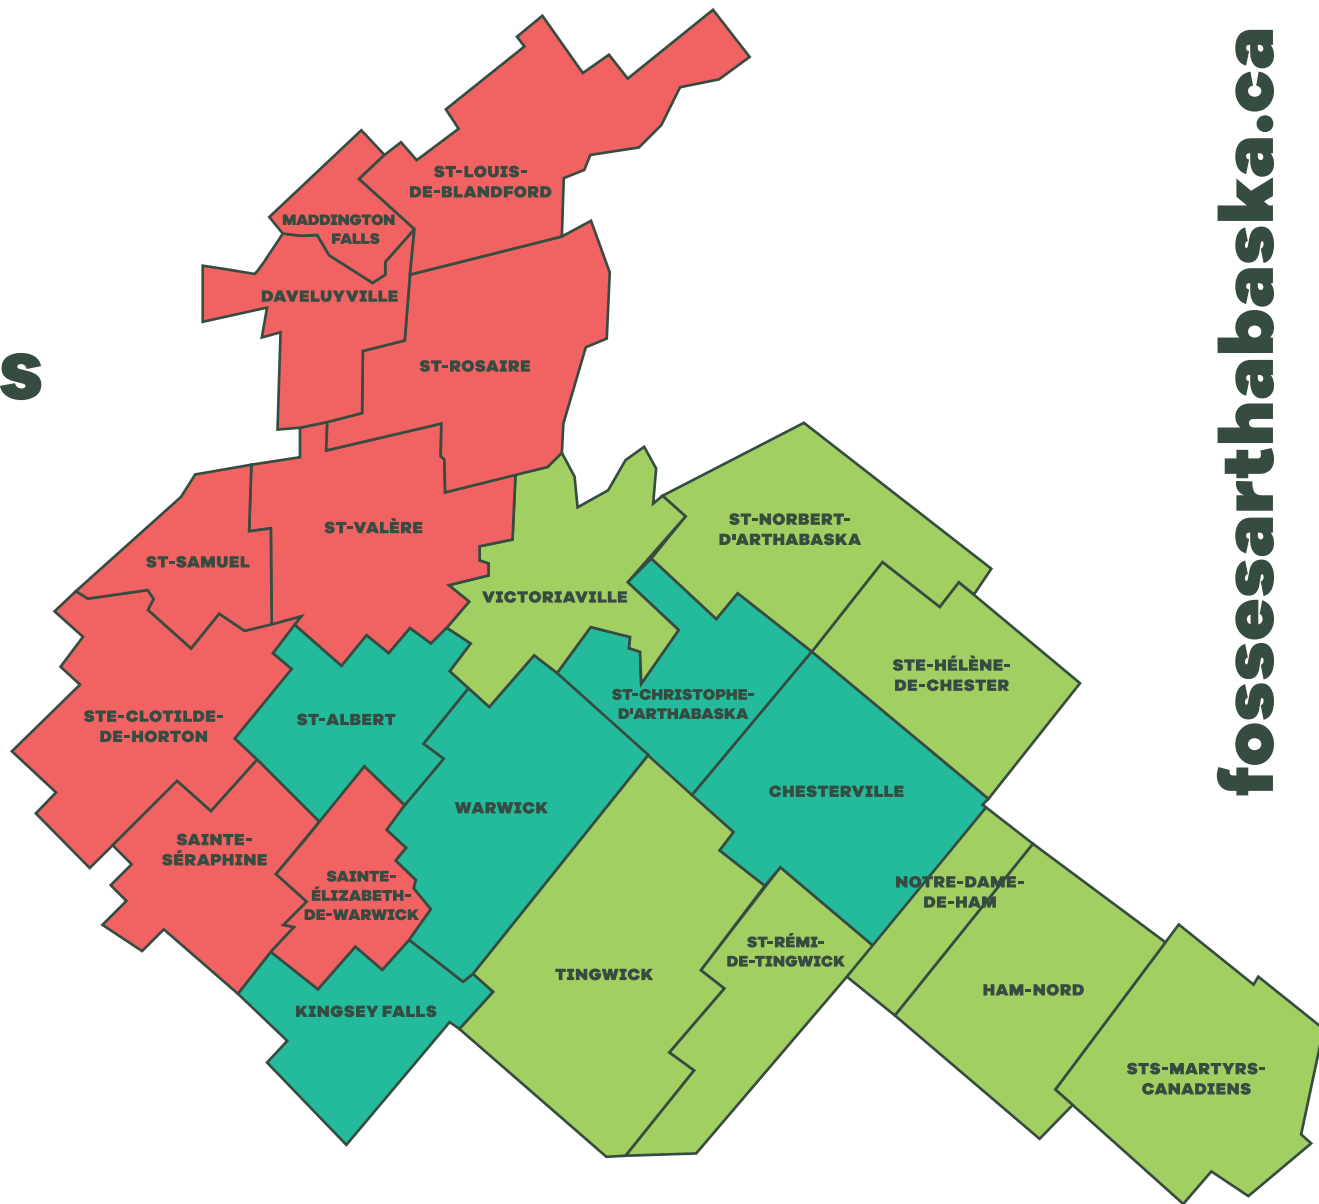 ST-LOUIS-
DE-BLANDFORD
MADDINGTON
FALLS
DAVELUYVILLE
ST-ROSAIRE
S
ST-VALÈRE
ST-SAMUEL
VICTORIAVILLE
ST-NORBERT-
D'ARTHABASKA
STE-HÉLÈNE-
DE-CHESTER
STE-CLOTILDE-
DE-HORTON
ST-ALBERT
ST-CHRISTOPHE-
D'ARTHABASKA
WARWICK
CHESTERVILLE
SAINTE-
SÉRAPHINE
SAINTE-
ÉLIZABETH-
DE-WARWICK
NOTRE-DAME-
DE-HAM
ST-RÉMI-
DE-TINGWICK
TINGWICK
HAM-NORD
KINGSEY FALLS
STS-MARTYRS-
CANADIENS
fossesarthabaska.ca